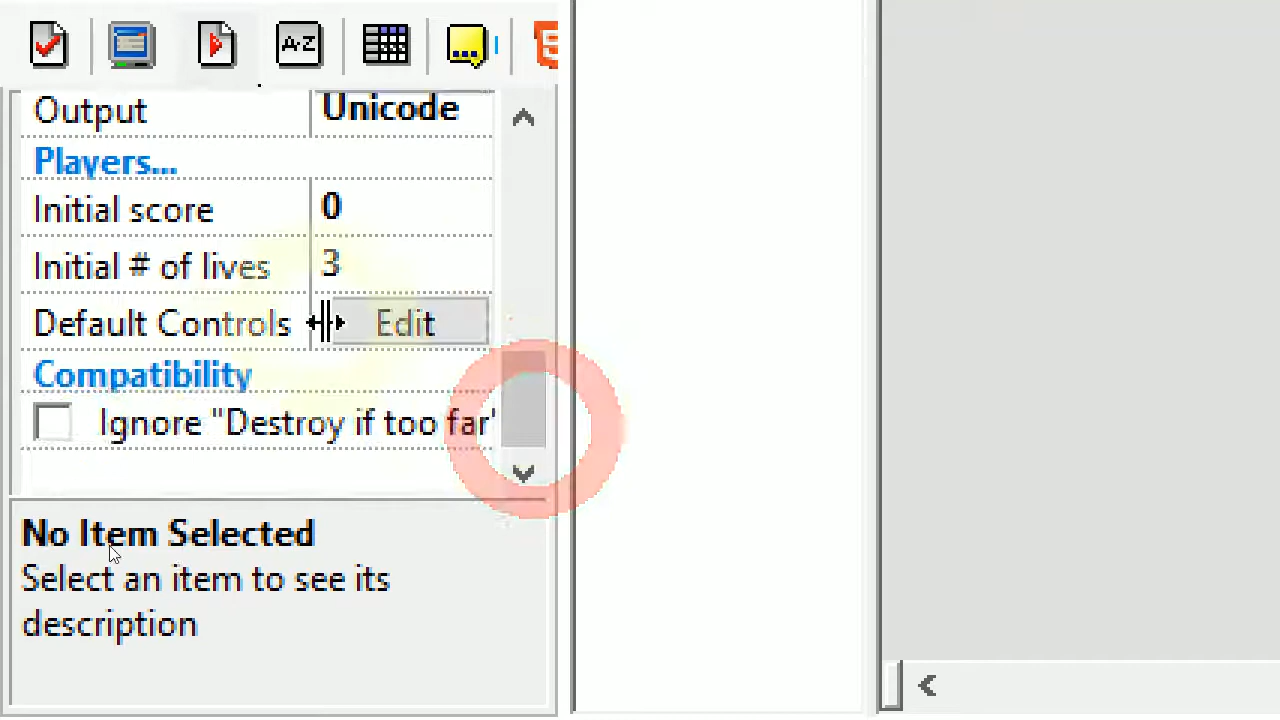 A-Z
Output Unicode
Players...
Initial score 0
Initial # of lives 3
Default Controls Edit
Compatibility
Ignore "Destroy if too far"
No Item Selected
Select an item to see its
description